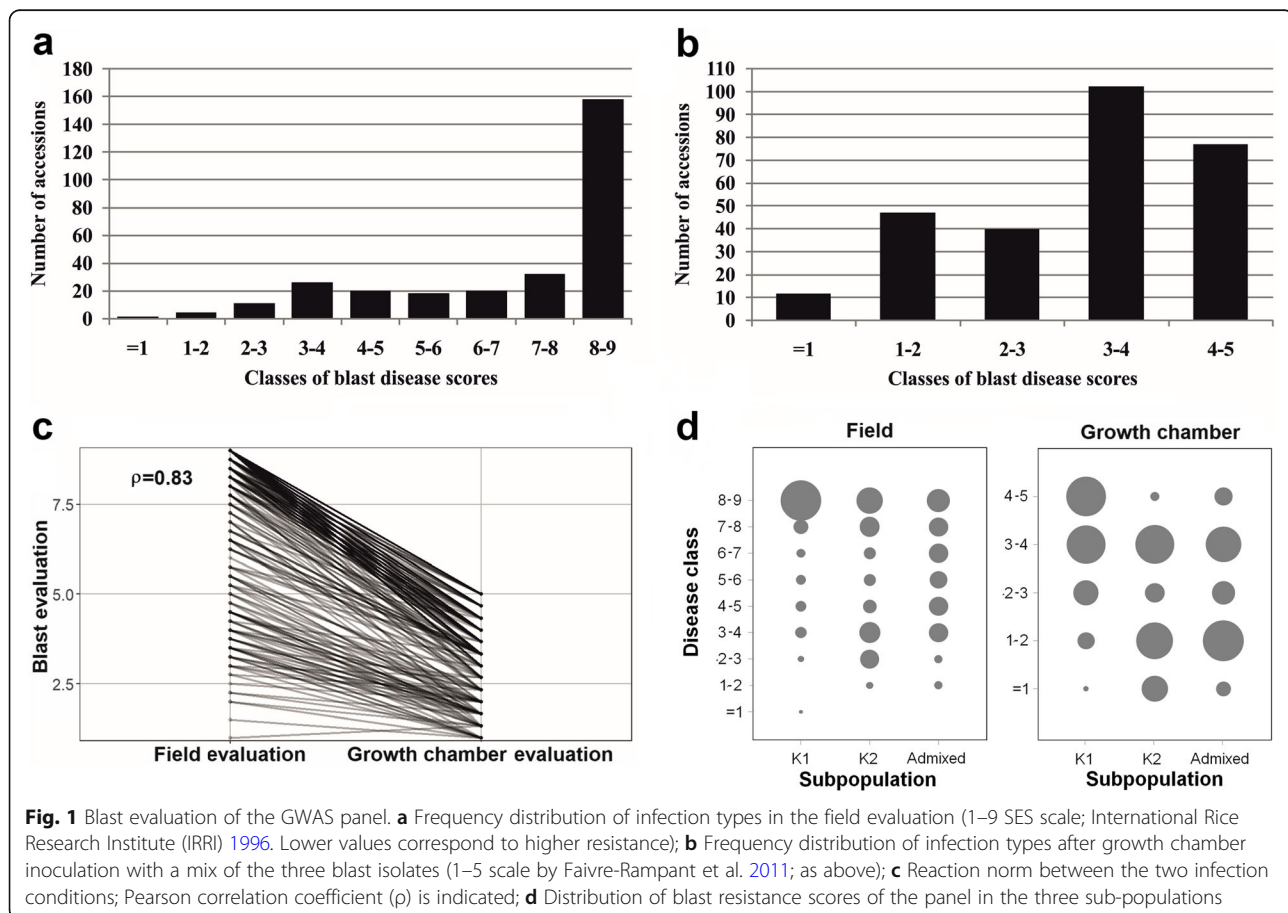 a
180
160
140
120
100
80
60
40
20
0
Number of accessions
=1 1-2 2-3 3-4 4-5 5-6 6-7 7-8 8-9
Classes of blast disease scores
b
110
100
90
80
70
60
50
40
30
20
10
0
Number of accessions
=1 1-2 2-3 3-4 4-5
Classes of blast disease scores
c
ρ=0.83
7.5
5.0
2.5
Blast evaluation
Field evaluation Growth chamber evaluation
d
Field
Disease class
8-9
7-8
6-7
5-6
4-5
3-4
2-3
1-2
=1
K1 K2 Admixed
Subpopulation
Growth chamber
4-5
3-4
2-3
1-2
=1
K1 K2 Admixed
Subpopulation
Fig. 1 Blast evaluation of the GWAS panel. a Frequency distribution of infection types in the field evaluation (1–9 SES scale; International Rice
Research Institute (IRRI) 1996. Lower values correspond to higher resistance); b Frequency distribution of infection types after growth chamber
inoculation with a mix of the three blast isolates (1–5 scale by Faivre-Rampant et al. 2011; as above); c Reaction norm between the two infection
conditions; Pearson correlation coefficient (ρ) is indicated; d Distribution of blast resistance scores of the panel in the three sub-populations